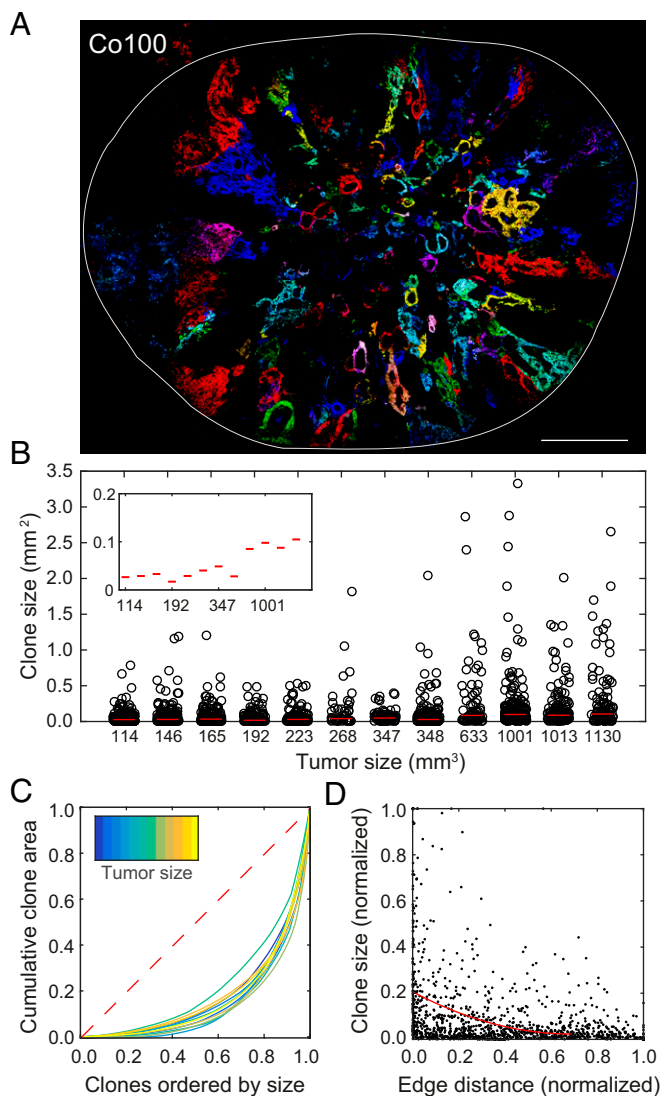 A
Co100
B
3.5
3.0
2.5
2.0
1.5
1.0
0.5
0.0
Clone size (mm²)
0.2
0.1
0
114 192 347 1001
114 146 165 192 223 268 347 348 633 1001 1013 1130
Tumor size (mm³)
C
1.0
0.8
0.6
0.4
0.2
0.0
Cumulative clone area
Tumor size
0.0 0.2 0.4 0.6 0.8 1.0
Clones ordered by size
D
1.0
0.8
0.6
0.4
0.2
0
Clone size (normalized)
0.0 0.2 0.4 0.6 0.8 1.0
Edge distance (normalized)